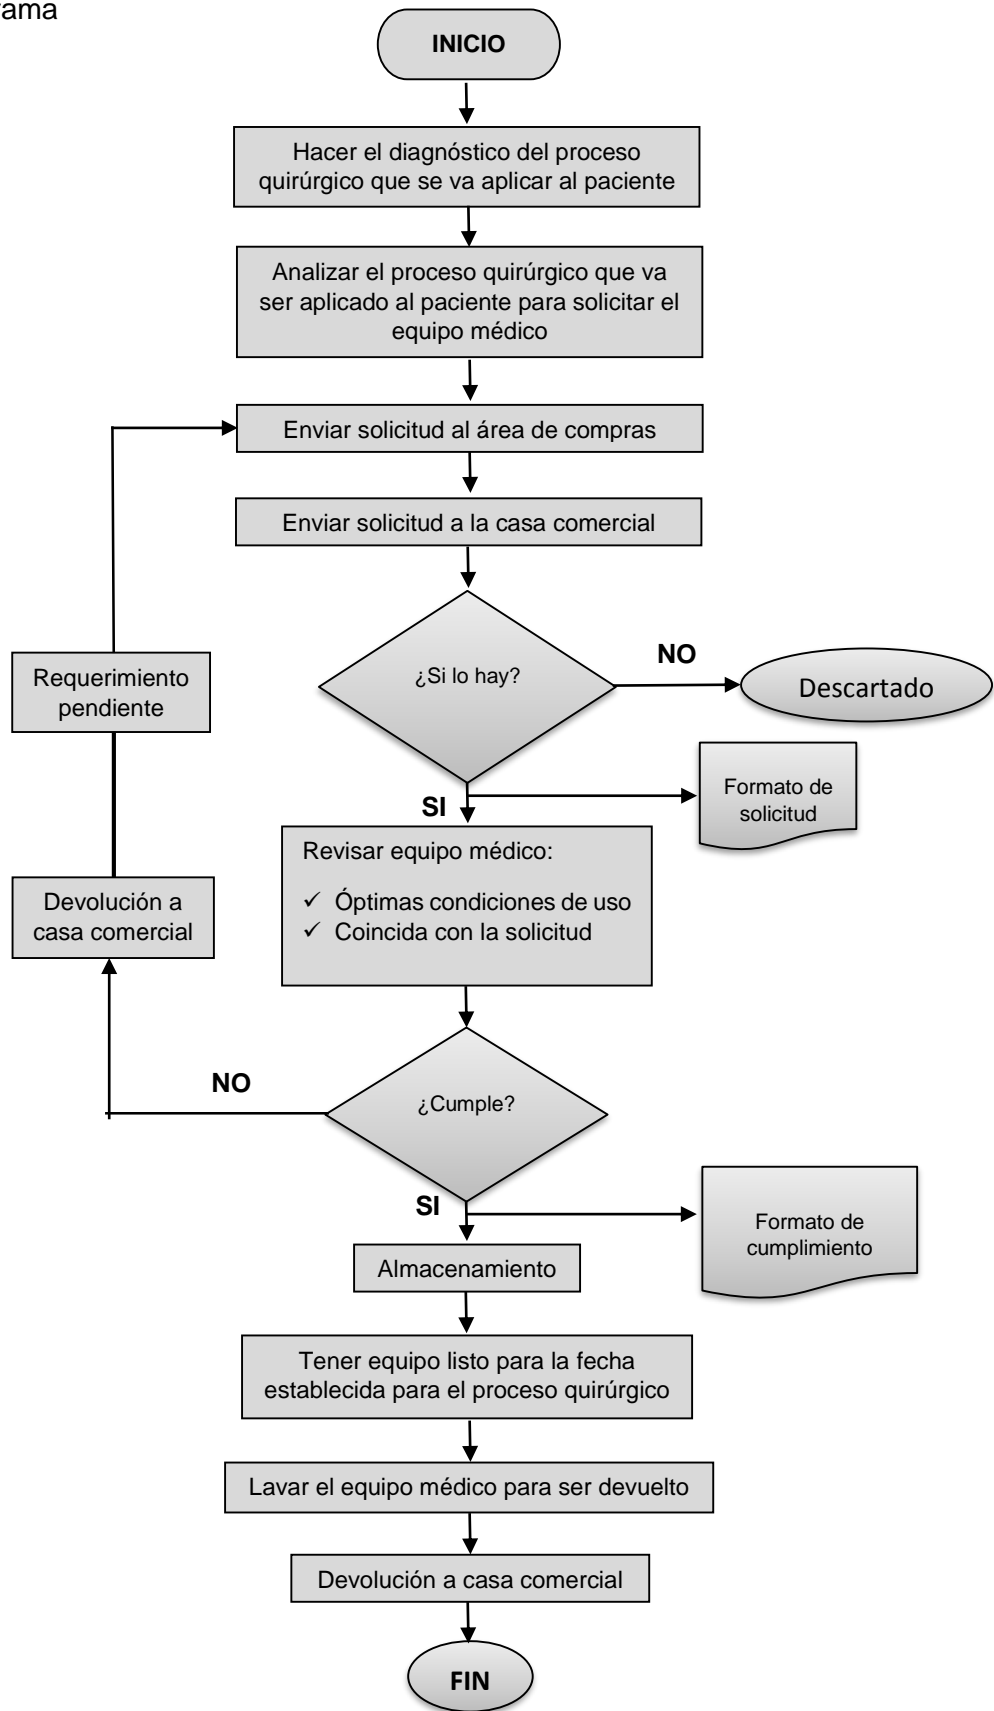 rama
INICIO
Hacer el diagnóstico del proceso
quirúrgico que se va aplicar al paciente
Analizar el proceso quirúrgico que va
ser aplicado al paciente para solicitar el
equipo médico
Enviar solicitud al área de compras
Enviar solicitud a la casa comercial
¿Si lo hay?
NO
Descartado
Requerimiento
pendiente
Formato de
solicitud
SI
Revisar equipo médico:
✓ Óptimas condiciones de uso
✓ Coincida con la solicitud
Devolución a
casa comercial
NO
¿Cumple?
SI
Formato de
cumplimiento
Almacenamiento
Tener equipo listo para la fecha
establecida para el proceso quirúrgico
Lavar el equipo médico para ser devuelto
Devolución a casa comercial
FIN